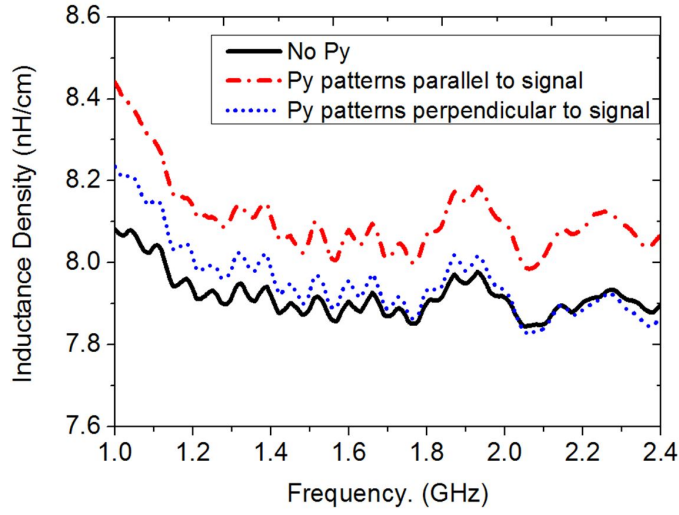 8.6
8.4
8.2
8.0
7.8
7.6
Inductance Density (nH/cm)
No Py
Py patterns parallel to signal
Py patterns perpendicular to signal
1.0 1.2 1.4 1.6 1.8 2.0 2.2 2.4
Frequency. (GHz)